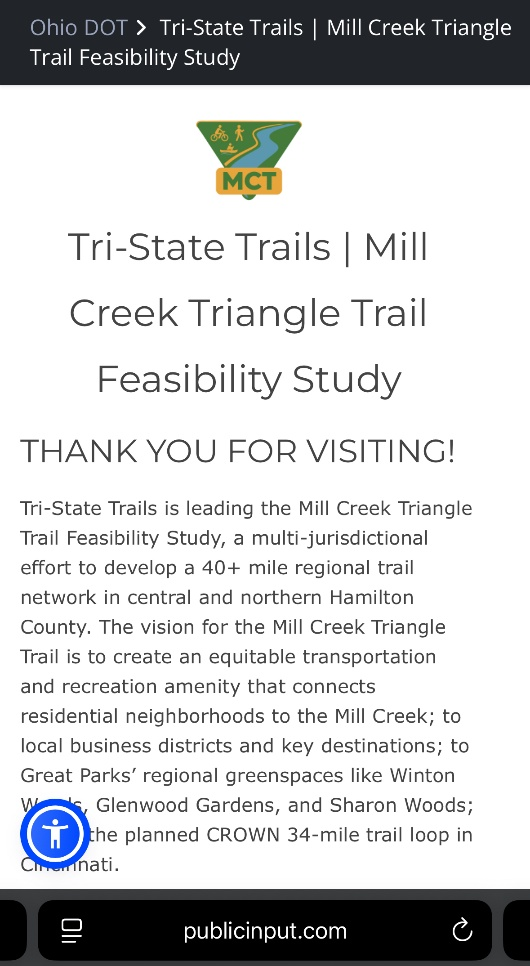 Ohio DOT > Tri-State Trails | Mill Creek Triangle
Trail Feasibility Study
MCT
Tri-State Trails | Mill
Creek Triangle Trail
Feasibility Study
THANK YOU FOR VISITING!
Tri-State Trails is leading the Mill Creek Triangle
Trail Feasibility Study, a multi-jurisdictional
effort to develop a 40+ mile regional trail
network in central and northern Hamilton
County. The vision for the Mill Creek Triangle
Trail is to create an equitable transportation
and recreation amenity that connects
residential neighborhoods to the Mill Creek; to
local business districts and key destinations; to
Great Parks’ regional greenspaces like Winton
Woods, Glenwood Gardens, and Sharon Woods;
the planned CROWN 34-mile trail loop in
Cincinnati.
publicinput.com